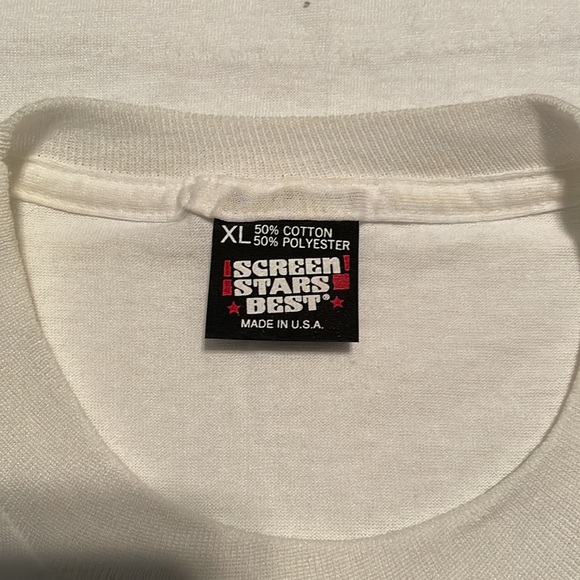 XL 50% COTTON
50% POLYESTER
SCREEN
STARS
BEST®
MADE IN U.S.A.